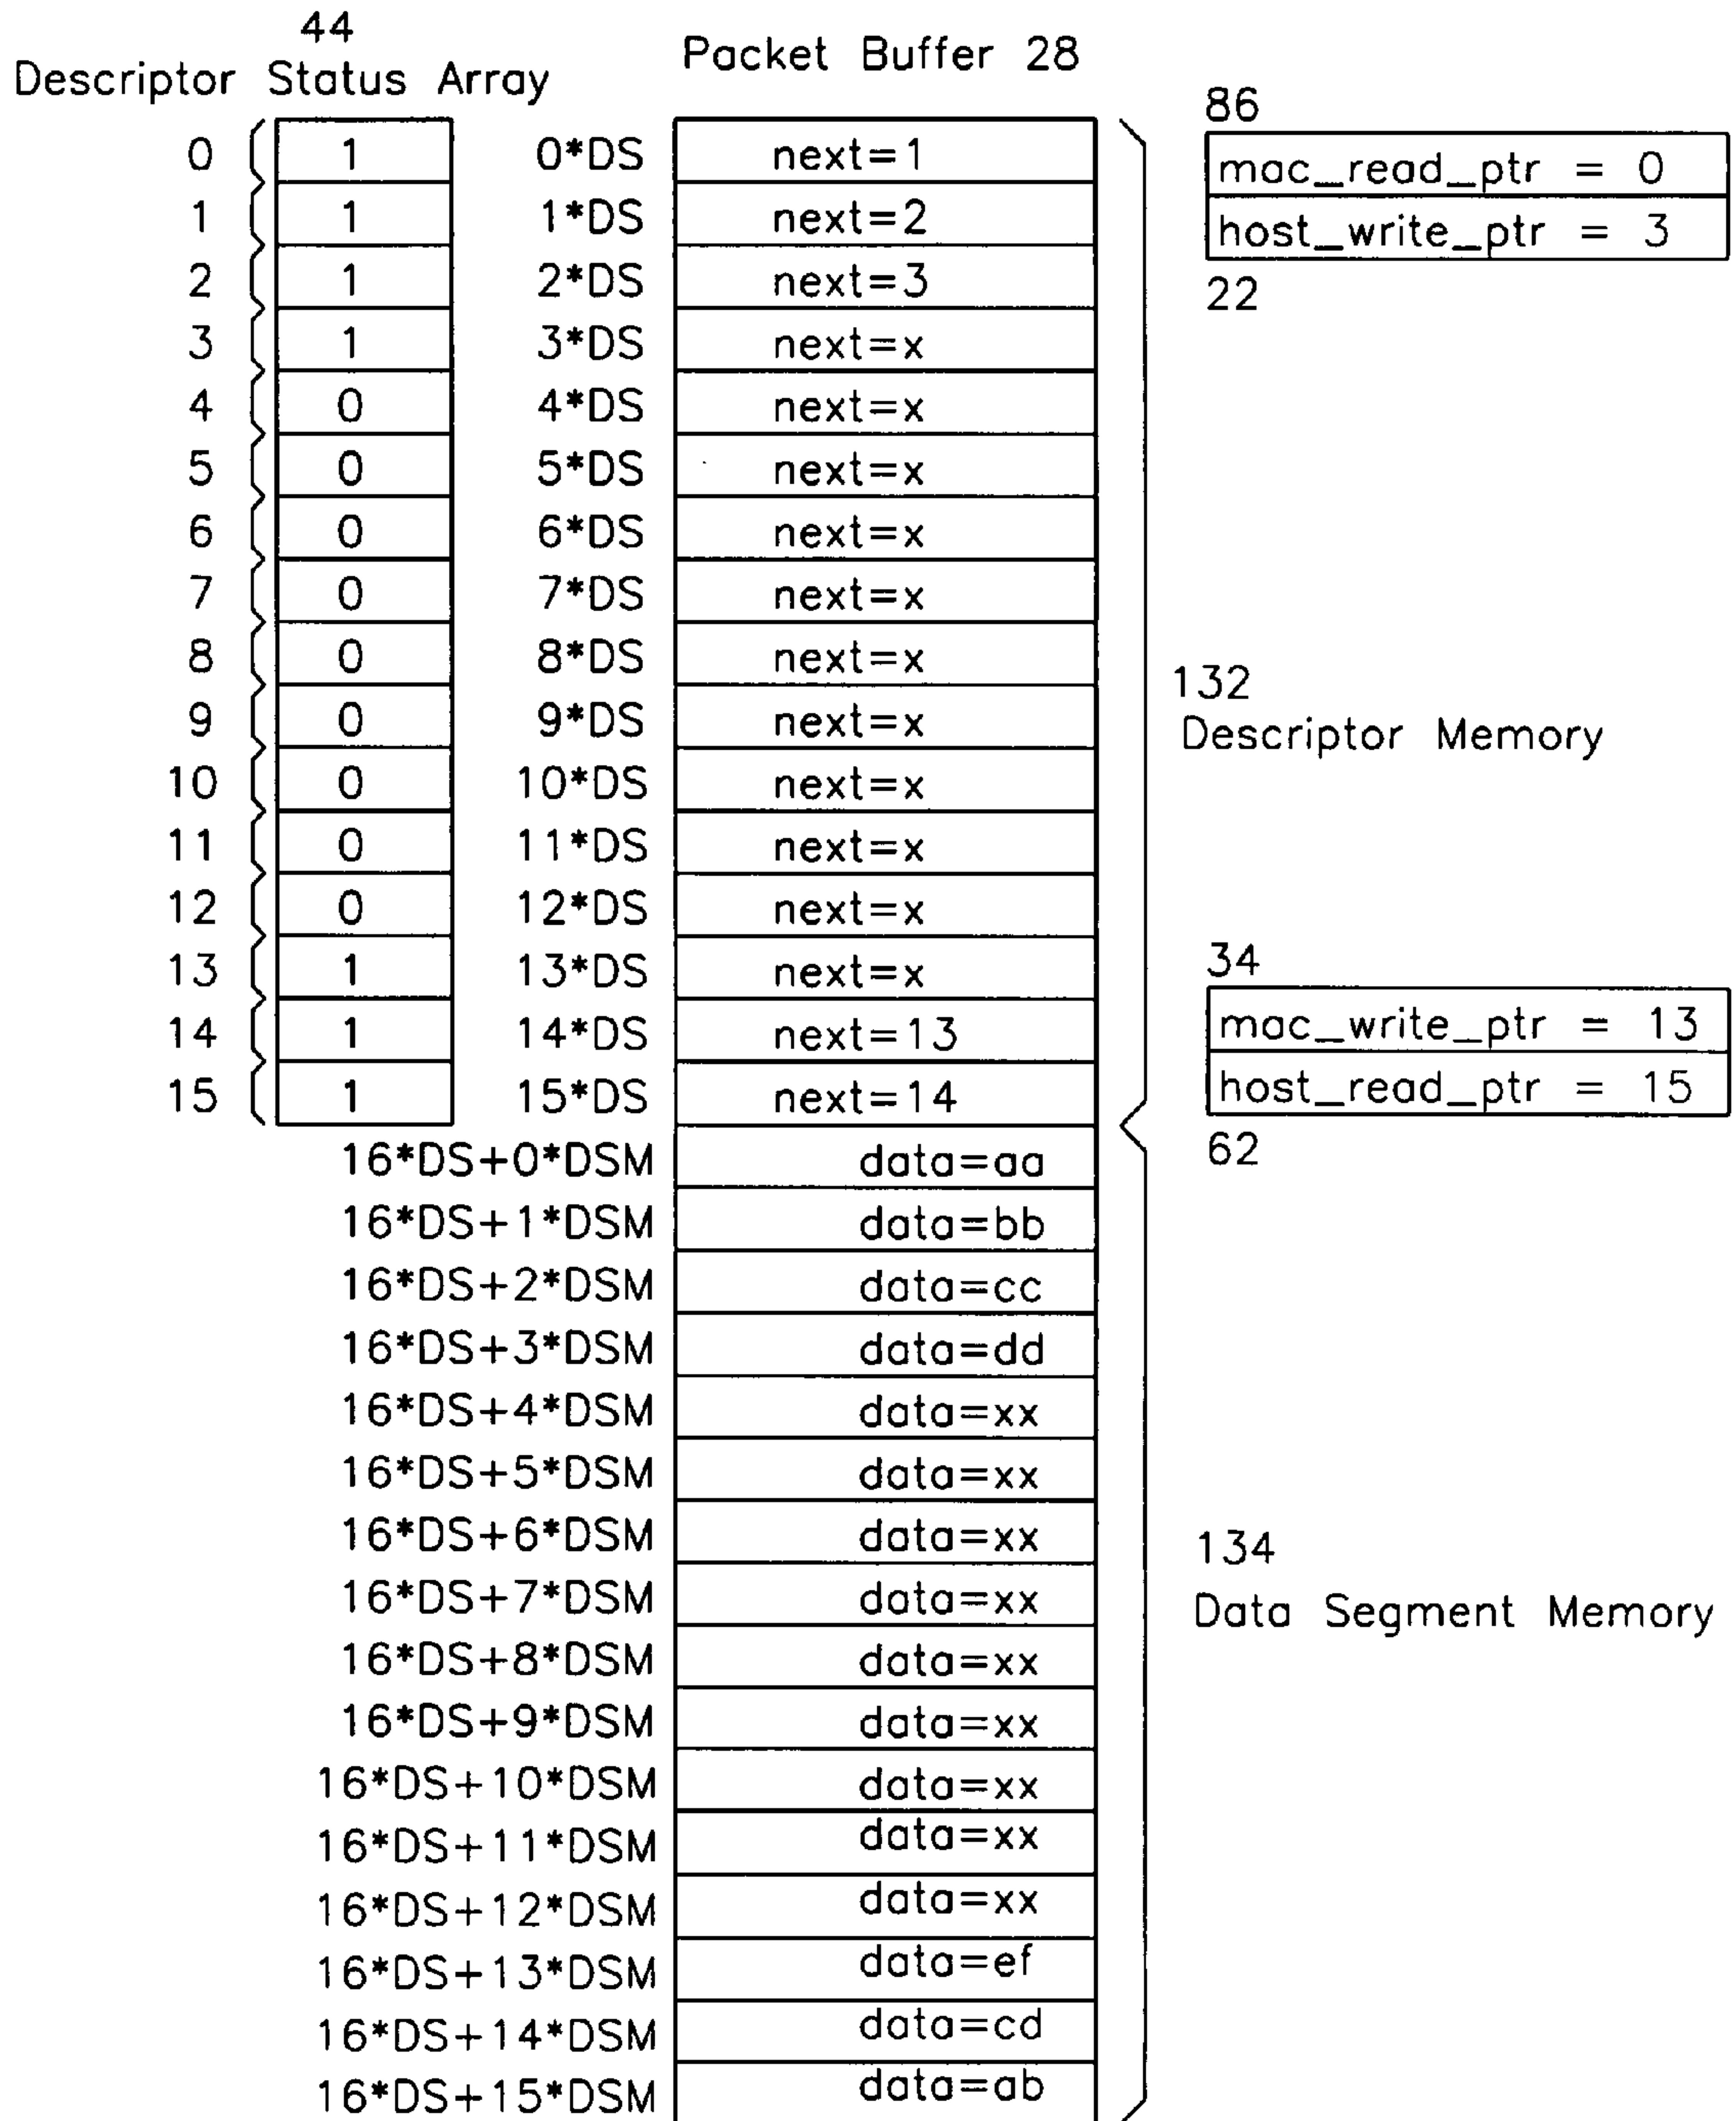 44
Descriptor Status Array
Packet Buffer 28
0 1 0*DS next=1
1 1 1*DS next=2
2 1 2*DS next=3
3 1 3*DS next=x
4 0 4*DS next=x
5 0 5*DS next=x
6 0 6*DS next=x
7 0 7*DS next=x
8 0 8*DS next=x
9 0 9*DS next=x
10 0 10*DS next=x
11 0 11*DS next=x
12 0 12*DS next=x
13 1 13*DS next=x
14 1 14*DS next=13
15 1 15*DS next=14
16*DS+0*DSM data=aa
16*DS+1*DSM data=bb
16*DS+2*DSM data=cc
16*DS+3*DSM data=dd
16*DS+4*DSM data=xx
16*DS+5*DSM data=xx
16*DS+6*DSM data=xx
16*DS+7*DSM data=xx
16*DS+8*DSM data=xx
16*DS+9*DSM data=xx
16*DS+10*DSM data=xx
16*DS+11*DSM data=xx
16*DS+12*DSM data=xx
16*DS+13*DSM data=ef
16*DS+14*DSM data=cd
16*DS+15*DSM data=ab
86
mac_read_ptr = 0
host_write_ptr = 3
22
132
Descriptor Memory
34
mac_write_ptr = 13
host_read_ptr = 15
62
134
Data Segment Memory